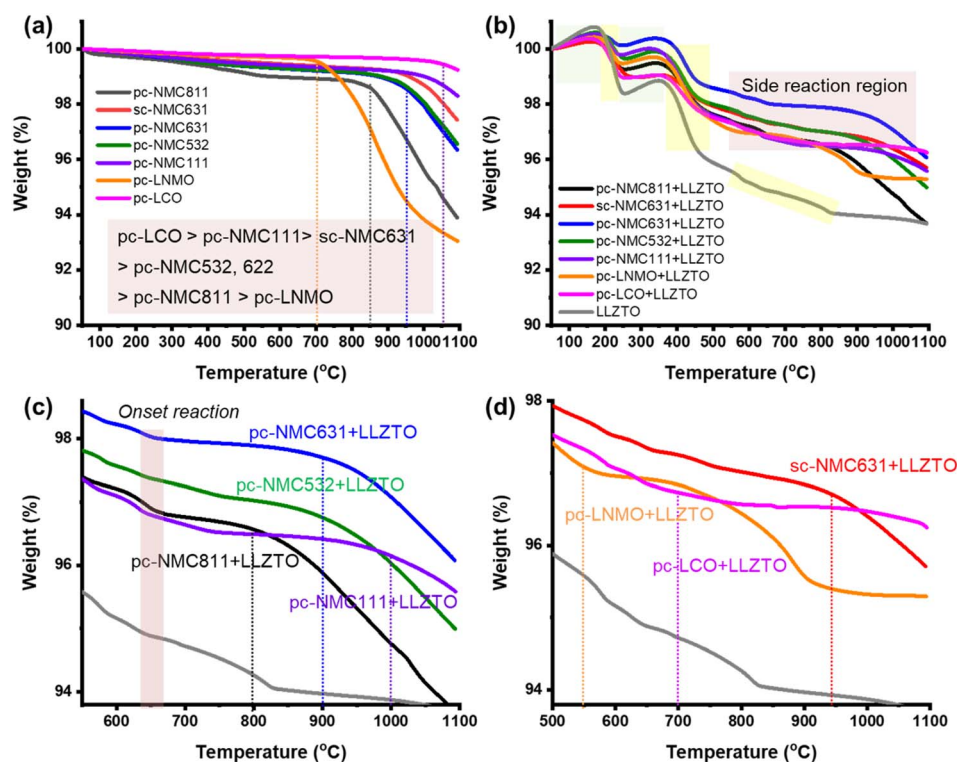 (a)
100
98
96
94
92
90
Weight (%)
pc-NMC811
sc-NMC631
pc-NMC631
pc-NMC532
pc-NMC111
pc-LNMO
pc-LCO
pc-LCO > pc-NMC111> sc-NMC631
> pc-NMC532, 622
> pc-NMC811 > pc-LNMO
100 200 300 400 500 600 700 800 900 1000 1100
Temperature (°C)
(b)
100
98
96
94
92
90
Weight (%)
Side reaction region
pc-NMC811+LLZTO
sc-NMC631+LLZTO
pc-NMC631+LLZTO
pc-NMC532+LLZTO
pc-NMC111+LLZTO
pc-LNMO+LLZTO
pc-LCO+LLZTO
LLZTO
100 200 300 400 500 600 700 800 900 1000 1100
Temperature (°C)
(c)
Onset reaction
98
96
94
Weight (%)
pc-NMC631+LLZTO
pc-NMC532+LLZTO
pc-NMC811+LLZTO
pc-NMC111+LLZTO
600 700 800 900 1000 1100
Temperature (°C)
(d)
98
96
94
Weight (%)
sc-NMC631+LLZTO
pc-LNMO+LLZTO
pc-LCO+LLZTO
500 600 700 800 900 1000 1100
Temperature (°C)